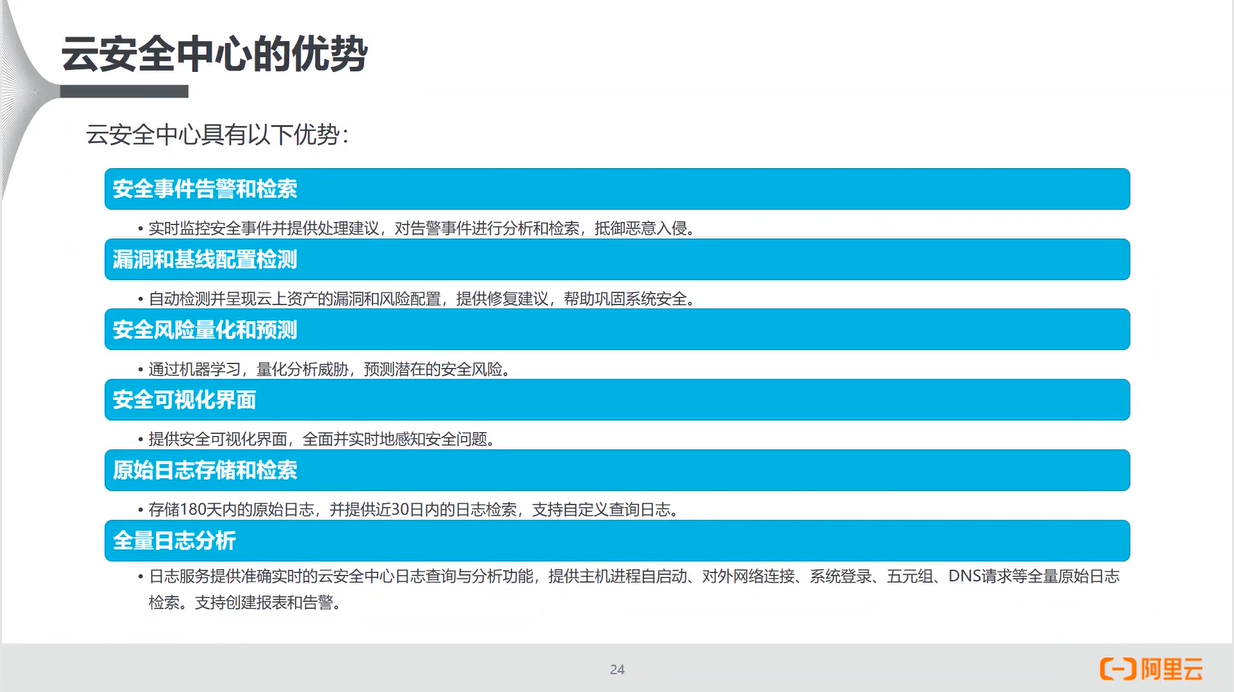 云安全中心的优势
云安全中心具有以下优势：
安全事件告警和检索
•实时监控安全事件并提供处理建议，对告警事件进行分析和检索，抵御恶意入侵。
漏洞和基线配置检测
•自动检测并呈现云上资产的漏洞和风险配置，提供修复建议，帮助巩固系统安全。
安全风险量化和预测
•通过机器学习，量化分析威胁，预测潜在的安全风险。
安全可视化界面
•提供安全可视化界面，全面并实时地感知安全问题。
原始日志存储和检索
•存储180天内的原始日志，并提供近30日内的日志检索，支持自定义查询日志。
全量日志分析
•日志服务提供准确实时的云安全中心日志查询与分析功能，提供主机进程自启动、对外网络连接、系统登录、五元组、DNS请求等全量原始日志
检索。支持创建报表和告警。
24
阿里云